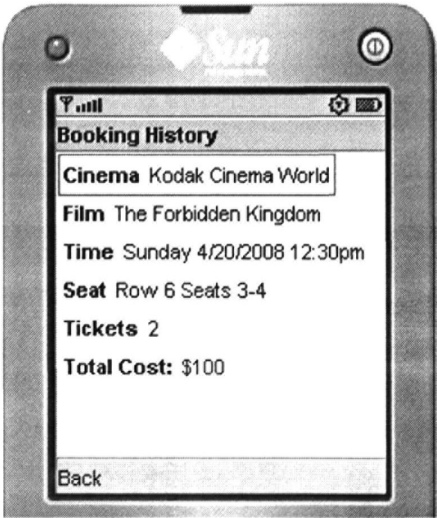 Sun
Booking History
Cinema Kodak Cinema World
Film The Forbidden Kingdom
Time Sunday 4/20/2008 12:30pm
Seat Row 6 Seats 3-4
Tickets 2
Total Cost: $100
Back